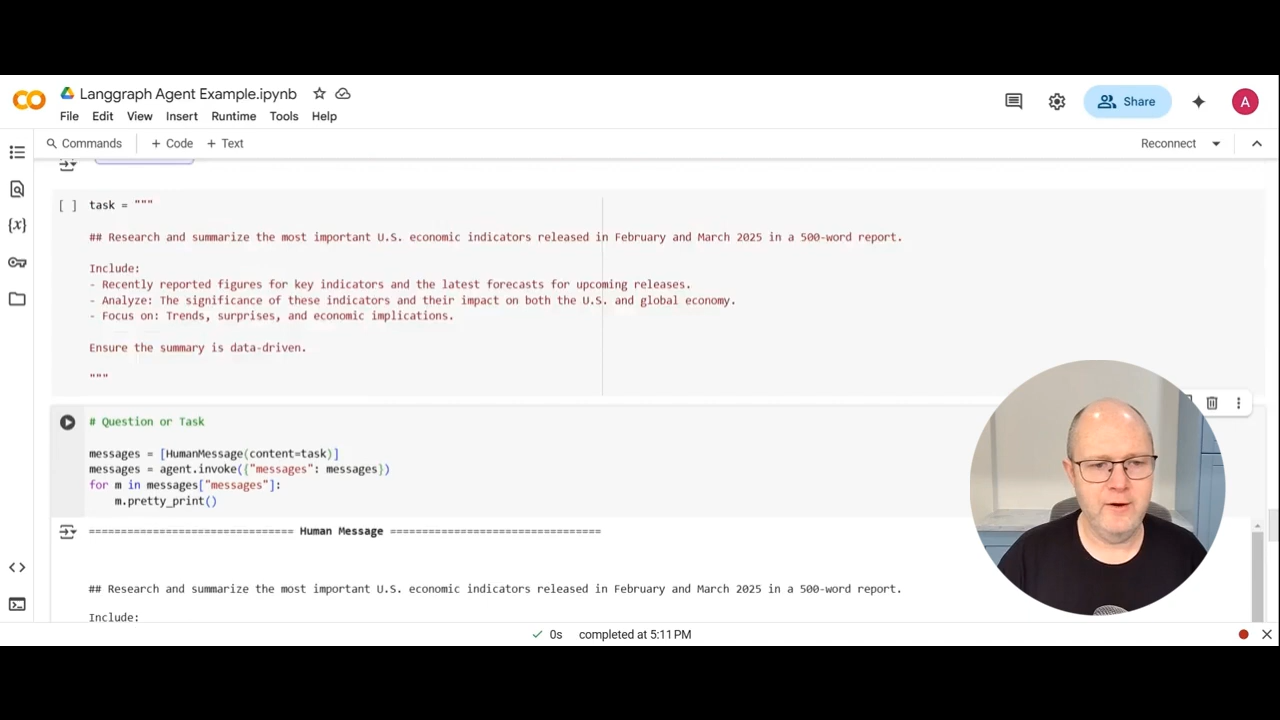 Langgraph Agent Example.ipynb
File Edit View Insert Runtime Tools Help
Share
A
Commands + Code + Text
Reconnect
[ ] task = """
## Research and summarize the most important U.S. economic indicators released in February and March 2025 in a 500-word report.
Include:
- Recently reported figures for key indicators and the latest forecasts for upcoming releases.
- Analyze: The significance of these indicators and their impact on both the U.S. and global economy.
- Focus on: Trends, surprises, and economic implications.
Ensure the summary is data-driven.
"""
# Question or Task
messages = [HumanMessage(content=task)]
messages = agent.invoke({"messages": messages})
for m in messages["messages"]:
    m.pretty_print()
================================ Human Message =================================
## Research and summarize the most important U.S. economic indicators released in February and March 2025 in a 500-word report.
Include:
0s completed at 5:11 PM